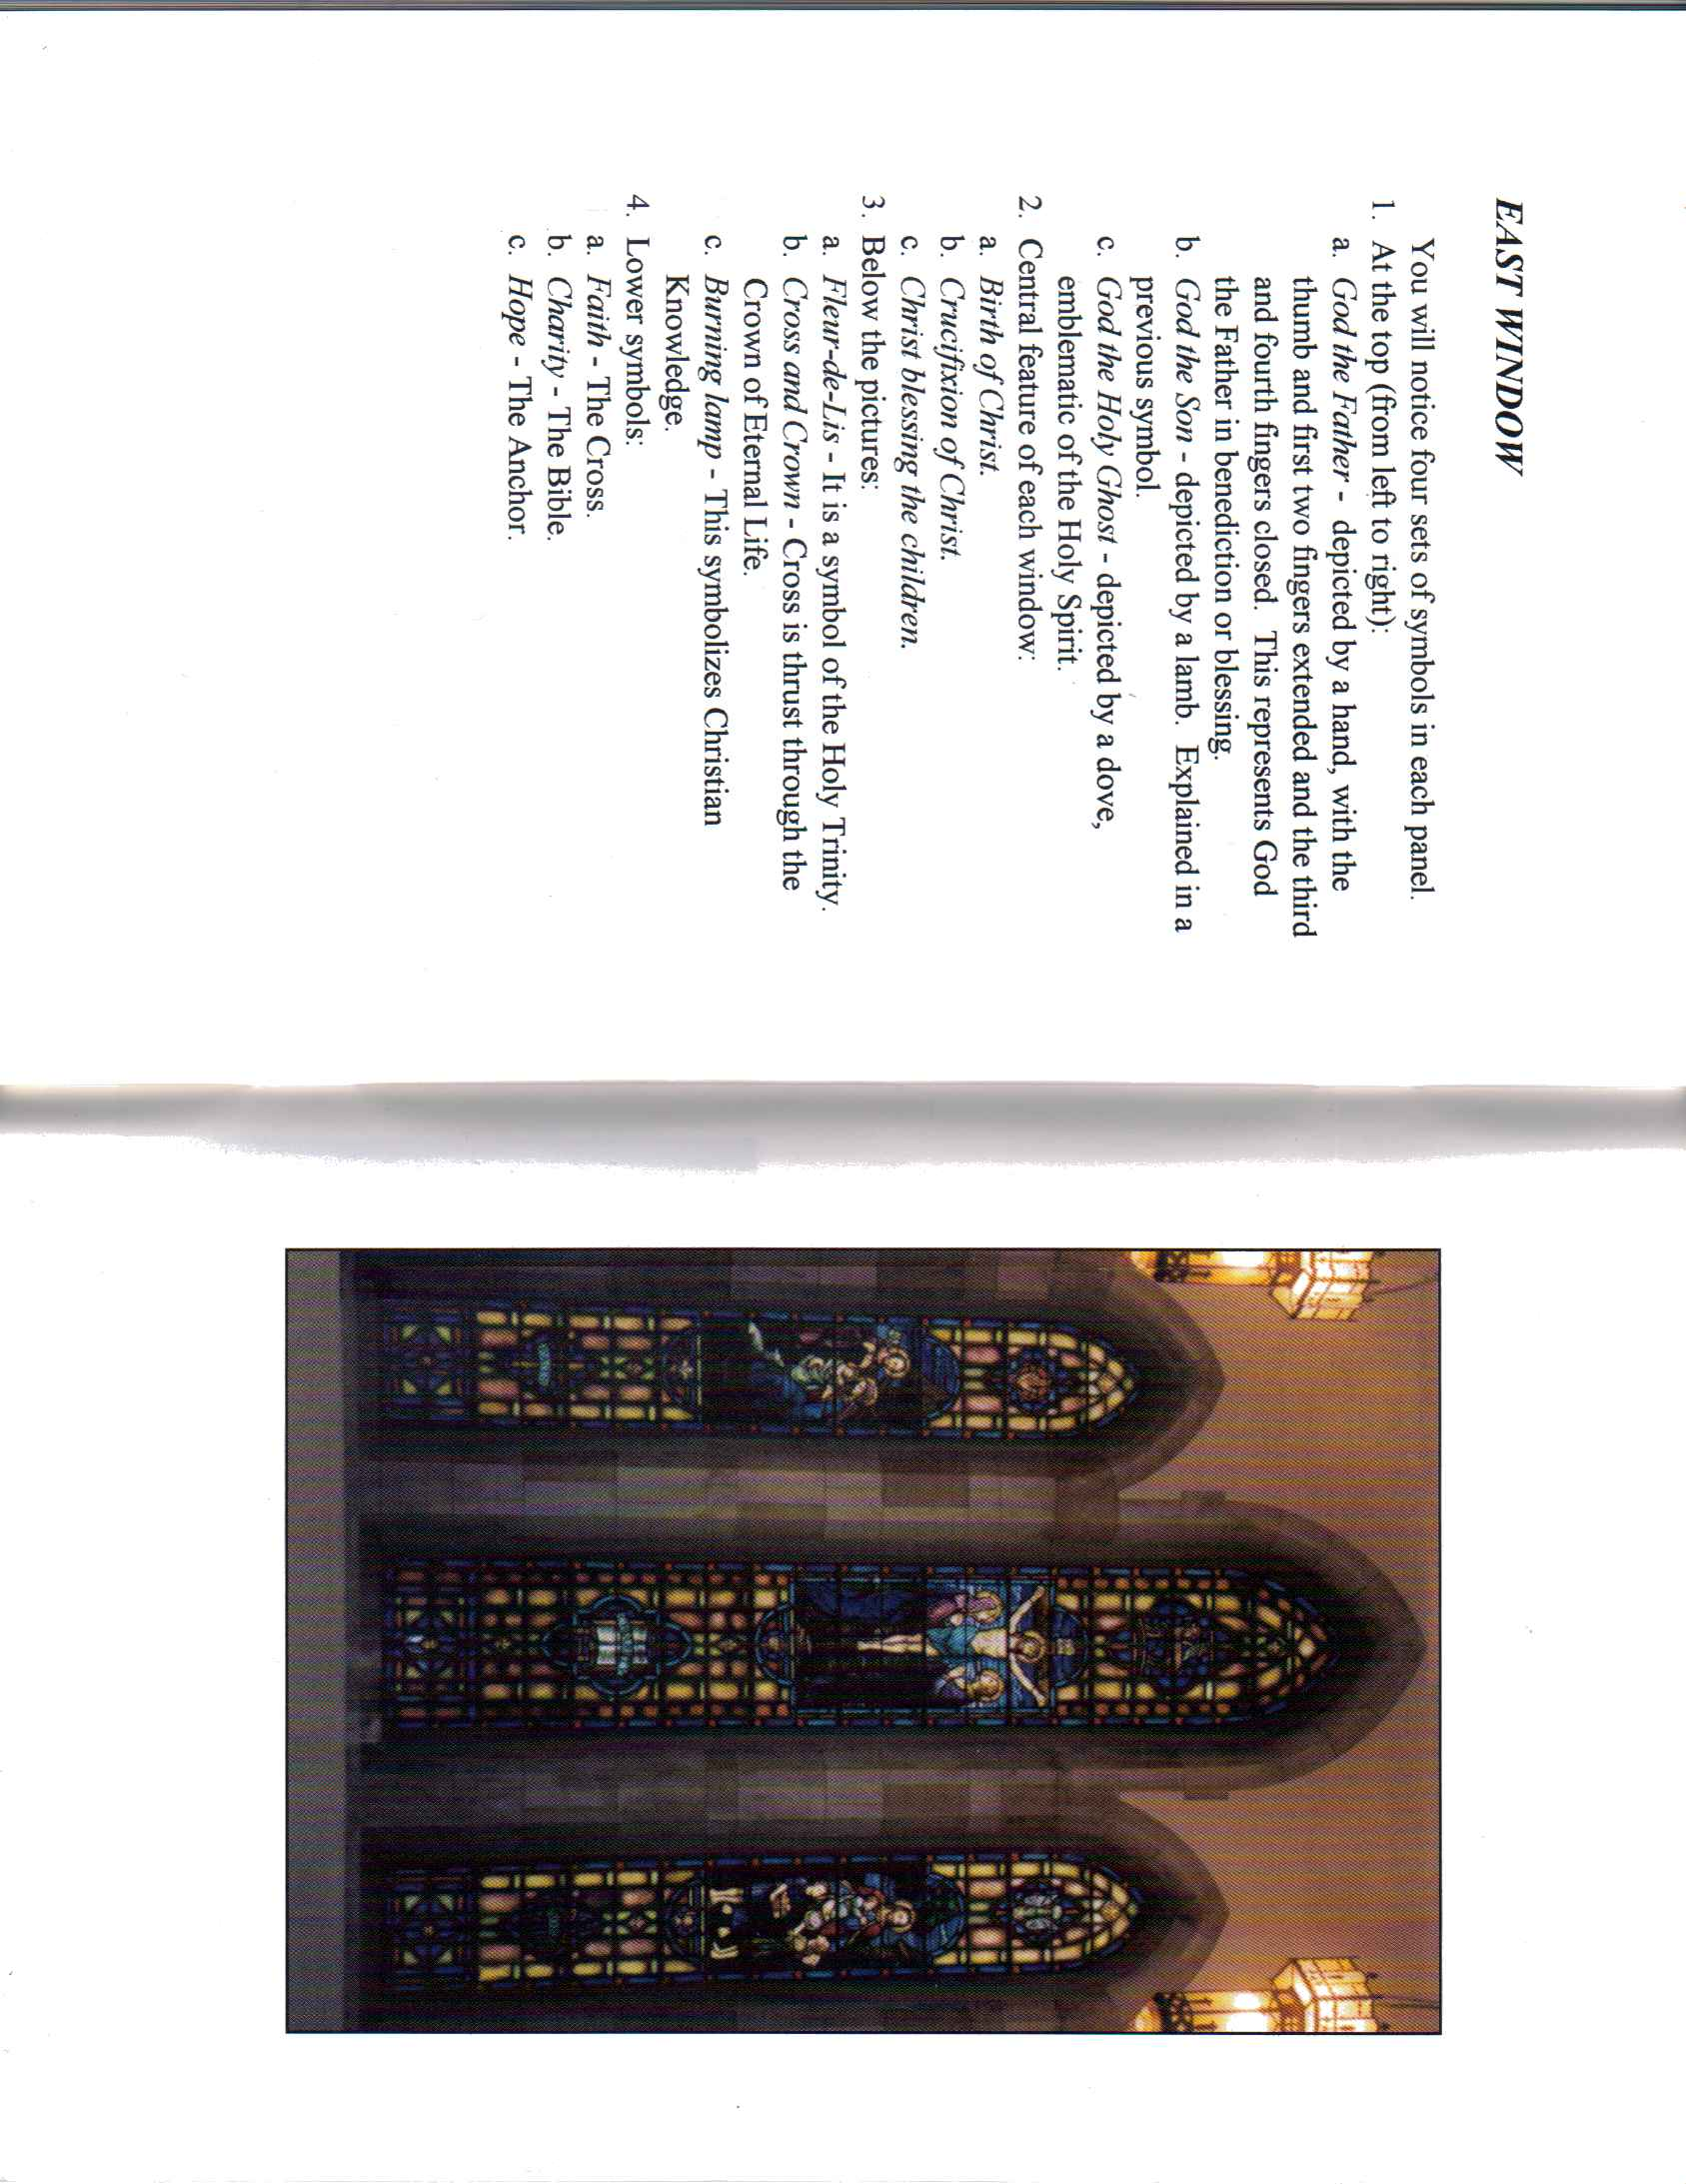 EAST WINDOW
You will notice four sets of symbols in each panel.
1. At the top (from left to right):
a. God the Father - depicted by a hand, with the
thumb and first two fingers extended and the third
and fourth fingers closed. This represents God
the Father in benediction or blessing.
b. God the Son - depicted by a lamb. Explained in a
previous symbol.
c. God the Holy Ghost - depicted by a dove,
emblematic of the Holy Spirit.
2. Central feature of each window:
a. Birth of Christ.
b. Crucifixion of Christ.
c. Christ blessing the children.
3. Below the pictures:
a. Fleur-de-Lis - It is a symbol of the Holy Trinity.
b. Cross and Crown - Cross is thrust through the
Crown of Eternal Life.
c. Burning lamp - This symbolizes Christian
Knowledge.
4. Lower symbols:
a. Faith - The Cross.
b. Charity - The Bible.
c. Hope - The Anchor.